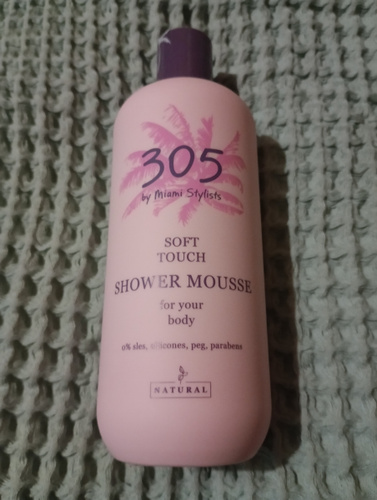 305
by Miami Stylists
SOFT
TOUCH
SHOWER MOUSSE
for your
body
0% sles, silicones, peg, parabens
NATURAL